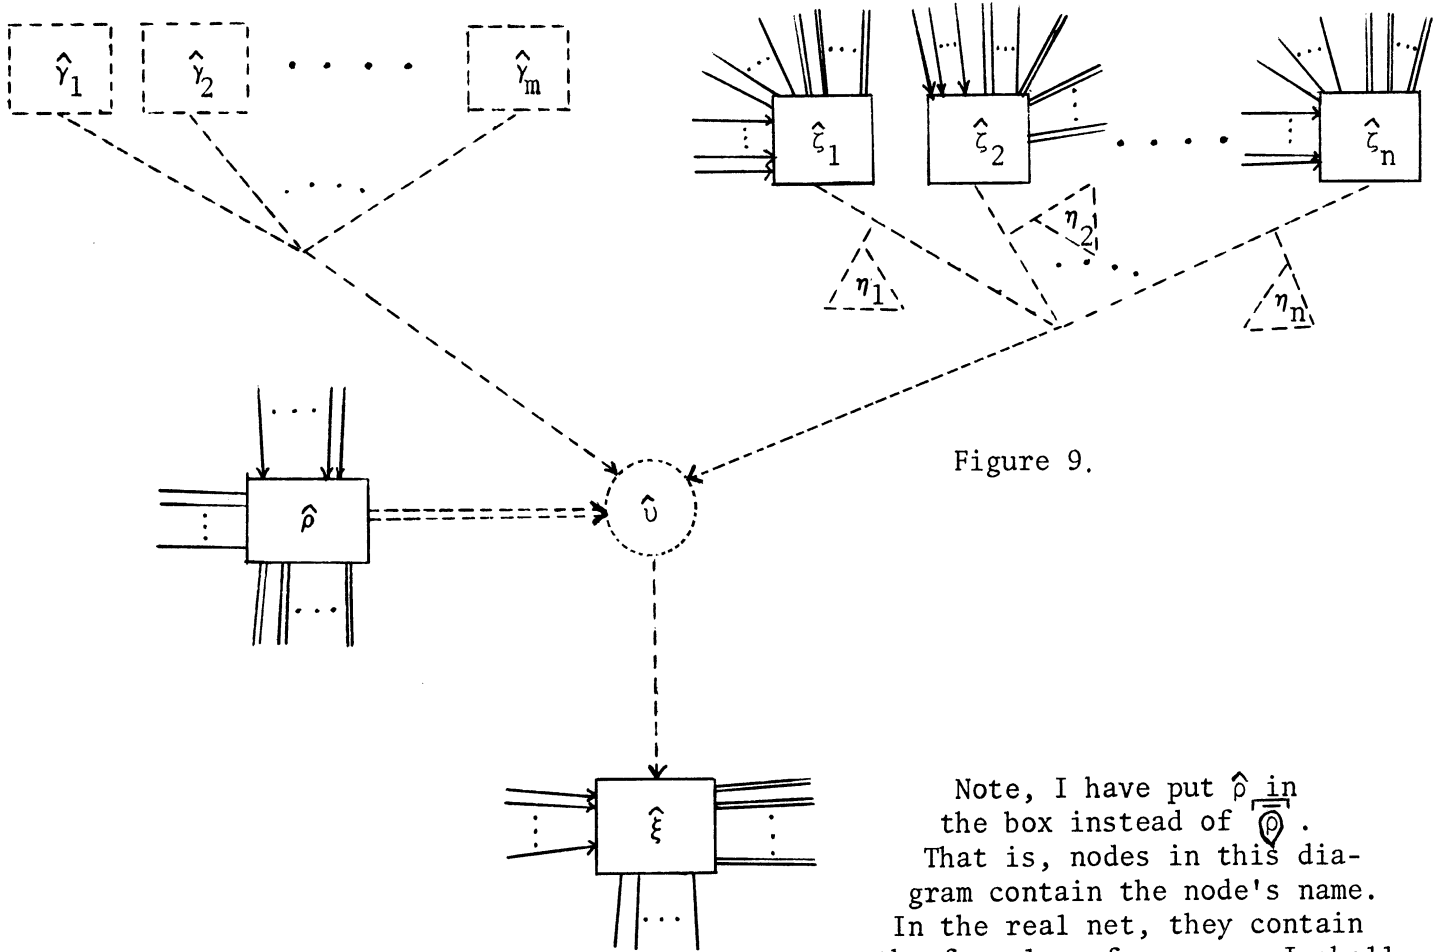 γ̂1 γ̂2 . . . . γ̂m
ζ̂1 ζ̂2 . . . . ζ̂n
η1 η2 ηn
Figure 9.
ρ̂ υ̂
ξ̂
Note, I have put ρ̂ in
the box instead of ρ .
That is, nodes in this dia-
gram contain the node's name.
In the real net, they contain